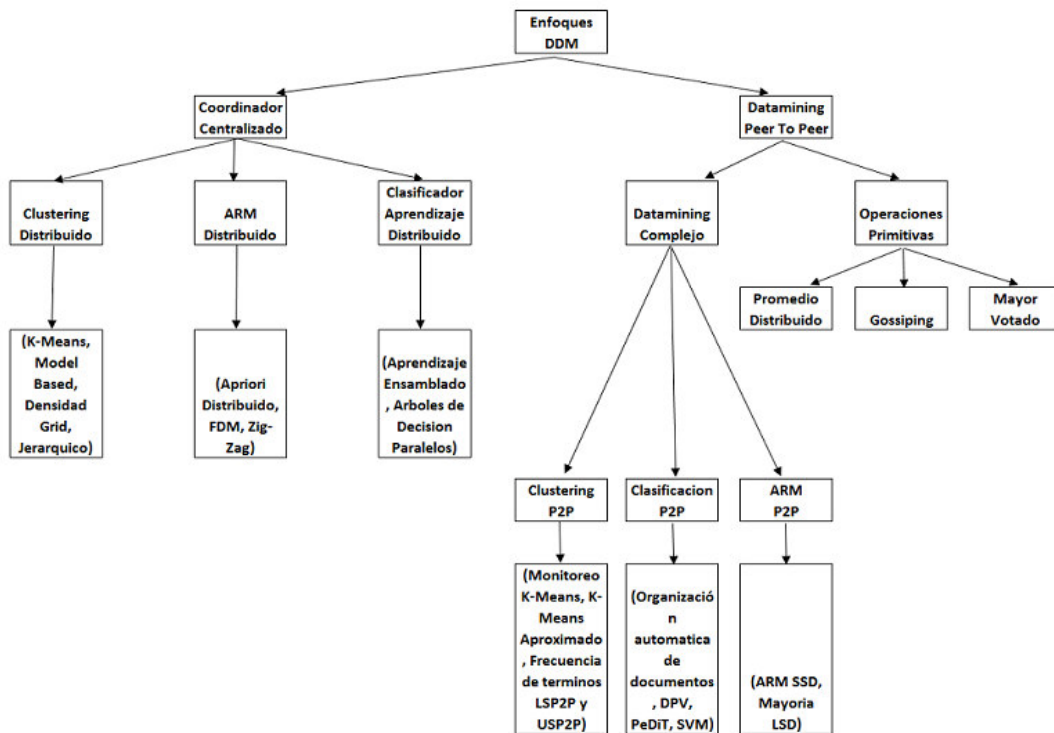 Enfoques
DDM
Coordinador
Centralizado
Datamining
Peer To Peer
Clustering
Distribuido
ARM
Distribuido
Clasificador
Aprendizaje
Distribuido
Datamining
Complejo
Operaciones
Primitivas
Promedio
Distribuido
Gossiping
Mayor
Votado
(K-Means,
Model
Based,
Densidad
Grid,
Jerarquico)
(Apriori
Distribuido,
FDM, Zig-
Zag)
(Aprendizaje
Ensamblado
, Arboles de
Decision
Paralelos)
Clustering
P2P
Clasificacion
P2P
ARM
P2P
(Monitoreo
K-Means, K-
Means
Aproximado
, Frecuencia
de terminos
LSP2P y
USP2P)
(Organizació
n
automatica
de
documentos
, DPV,
PeDiT, SVM)
(ARM SSD,
Mayoria
LSD)